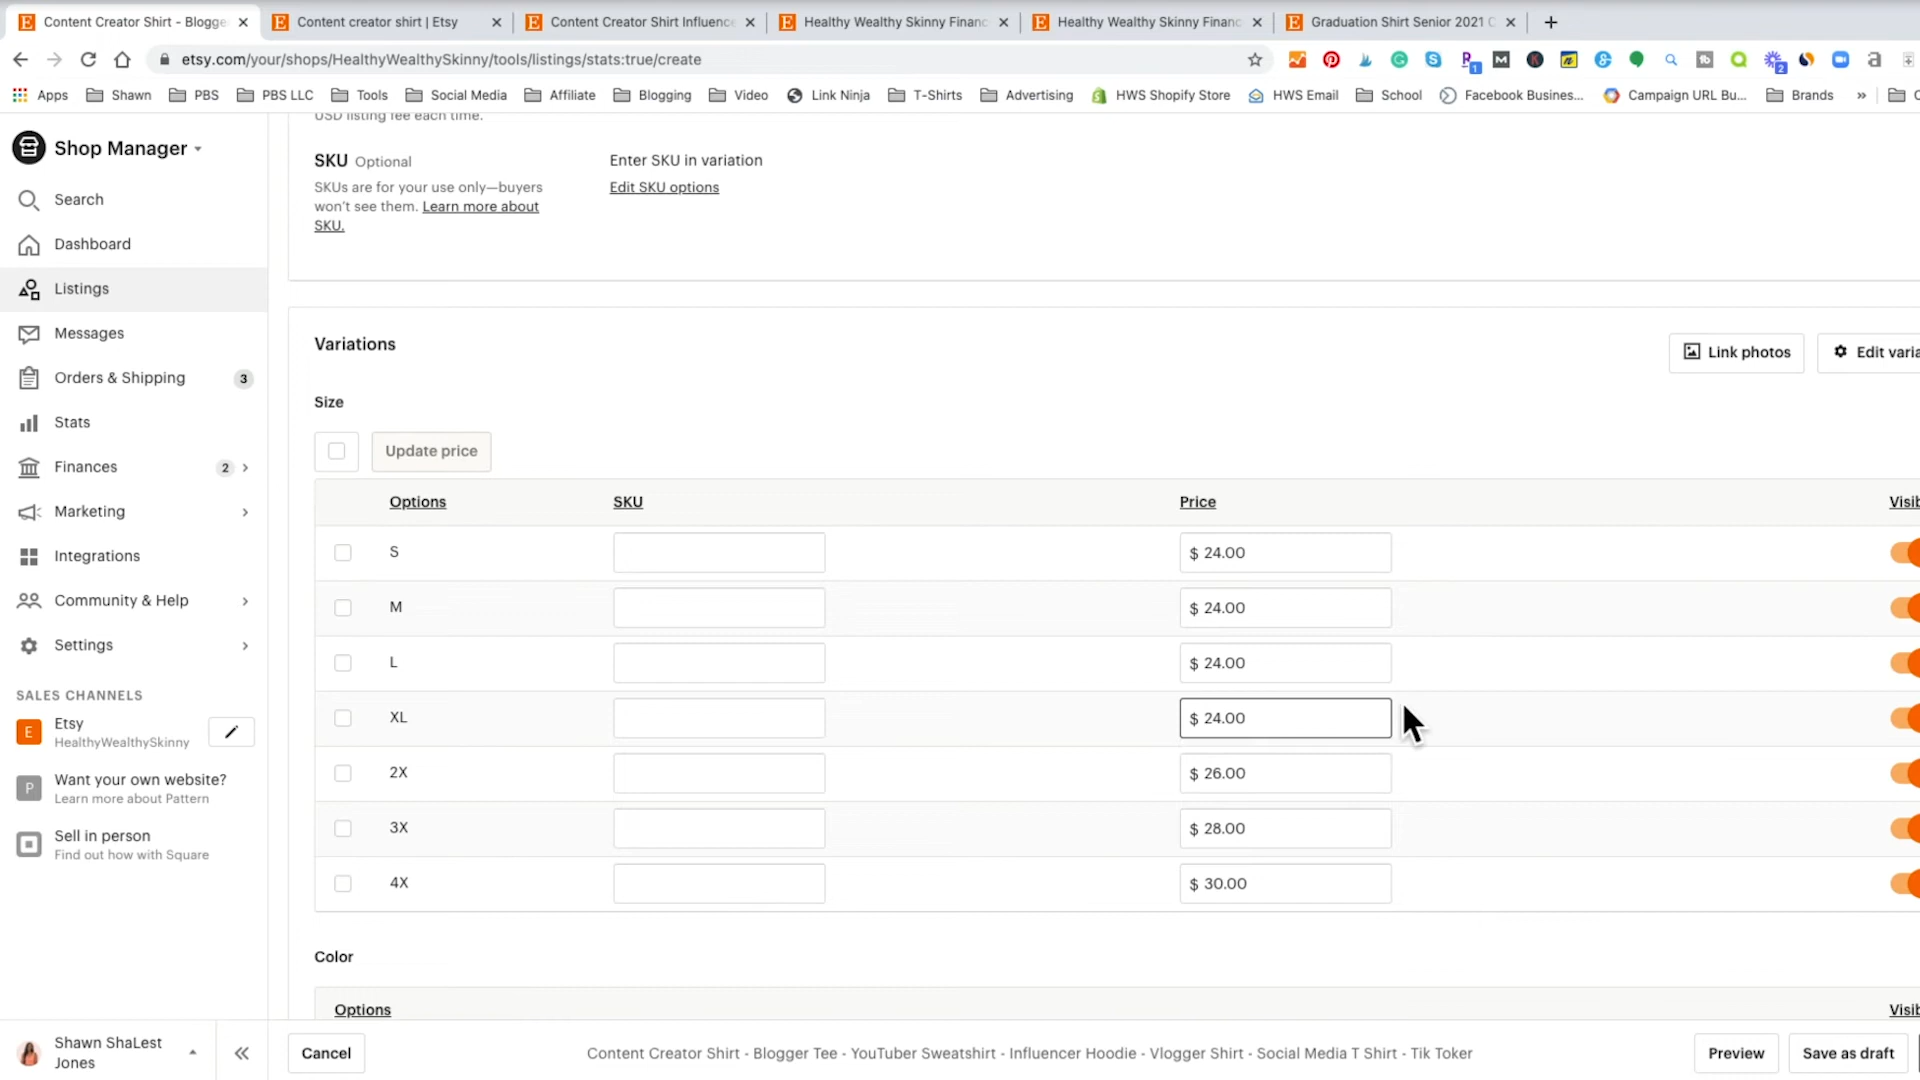 Content Creator Shirt - Blogge
Content creator shirt | Etsy
Content Creator Shirt Influence
Healthy Wealthy Skinny Financ
Healthy Wealthy Skinny Financ
Graduation Shirt Senior 2021 C
etsy.com/your/shops/HealthyWealthySkinny/tools/listings/stats:true/create
Apps
Shawn
PBS
PBS LLC
Tools
Social Media
Affiliate
Blogging
Video
Link Ninja
T-Shirts
Advertising
HWS Shopify Store
HWS Email
School
Facebook Busines...
Campaign URL Bu...
Brands
»
Shop Manager
Search
Dashboard
Listings
Messages
Orders & Shipping 3
Stats
Finances 2
Marketing
Integrations
Community & Help
Settings
SALES CHANNELS
E Etsy
HealthyWealthySkinny
P Want your own website?
Learn more about Pattern
Sell in person
Find out how with Square
Shawn ShaLest
Jones
USD listing fee each time.
SKU Optional
SKUs are for your use only—buyers
won't see them. Learn more about
SKU.
Enter SKU in variation
Edit SKU options
Variations
Link photos
Edit varia
Size
Update price
Options SKU Price Visib
S $ 24.00
M $ 24.00
L $ 24.00
XL $ 24.00
2X $ 26.00
3X $ 28.00
4X $ 30.00
Color
Options Visib
Cancel
Content Creator Shirt - Blogger Tee - YouTuber Sweatshirt - Influencer Hoodie - Vlogger Shirt - Social Media T Shirt - Tik Toker
Preview
Save as draft